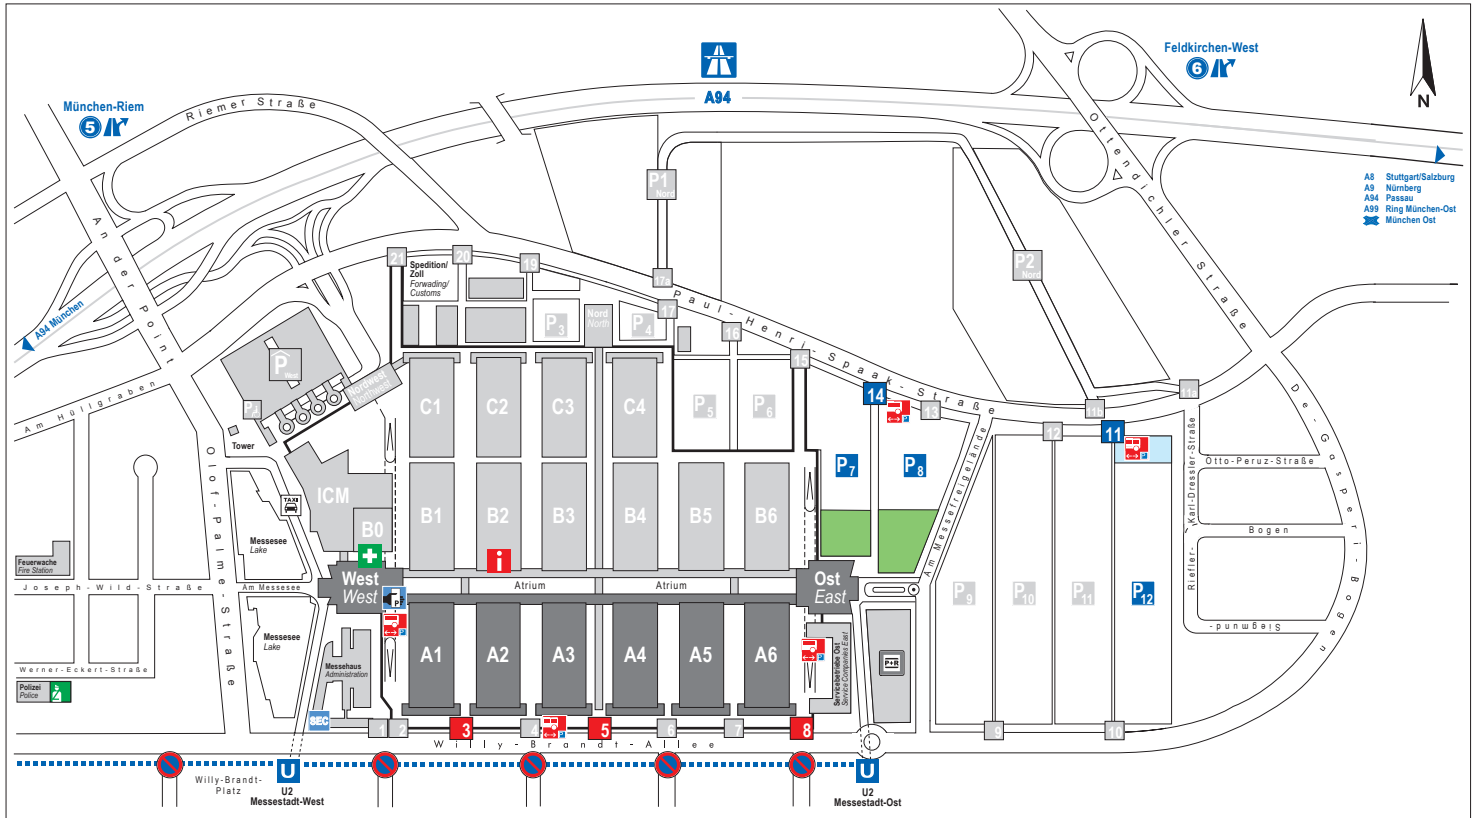 Feldkirchen-West
6
A94
N
München-Riem
5
Riemer Straße
An der Point
Ottendichler Straße
A8 Stuttgart/Salzburg
A9 Nürnberg
A94 Passau
A99 Ring München-Ost
München Ost
P1
Nord
P2
Nord
21
20
19
17a
17
16
15
14
13
12
11b
11
11a
Spedition/
Zoll
Forwading/
Customs
Paul-Henri-Spaak-Straße
A94 München
Nord
North
P3
P4
P5
P6
P7
P8
P
West
Nordwest
Northwest
Am Hüllgraben
Tower
C1
C2
C3
C4
ICM
TAXI
B0
B1
B2
B3
B4
B5
B6
Olof-Palme-Straße
Messesee
Lake
Feuerwache
Fire Station
Joseph-Wild-Straße
Am Messesee
West
West
i
Atrium
Atrium
Ost
East
Am Messefreigelände
P9
P10
P11
P12
Karl-Dressler-Straße
Otto-Peruz-Straße
Bogen
Riefler-
Siegmund-
De-Gasperi-Bogen
P
Messesee
Lake
Messehaus
Administration
A1
A2
A3
A4
A5
A6
Servicebetriebe Ost
Service Companies East
P+R
Werner-Eckert-Straße
Polizei
Police
SEC
1
2
3
4
5
6
7
8
9
10
Willy-Brandt-Allee
Willy-Brandt-
Platz
U
U2
Messestadt-West
U
U2
Messestadt-Ost